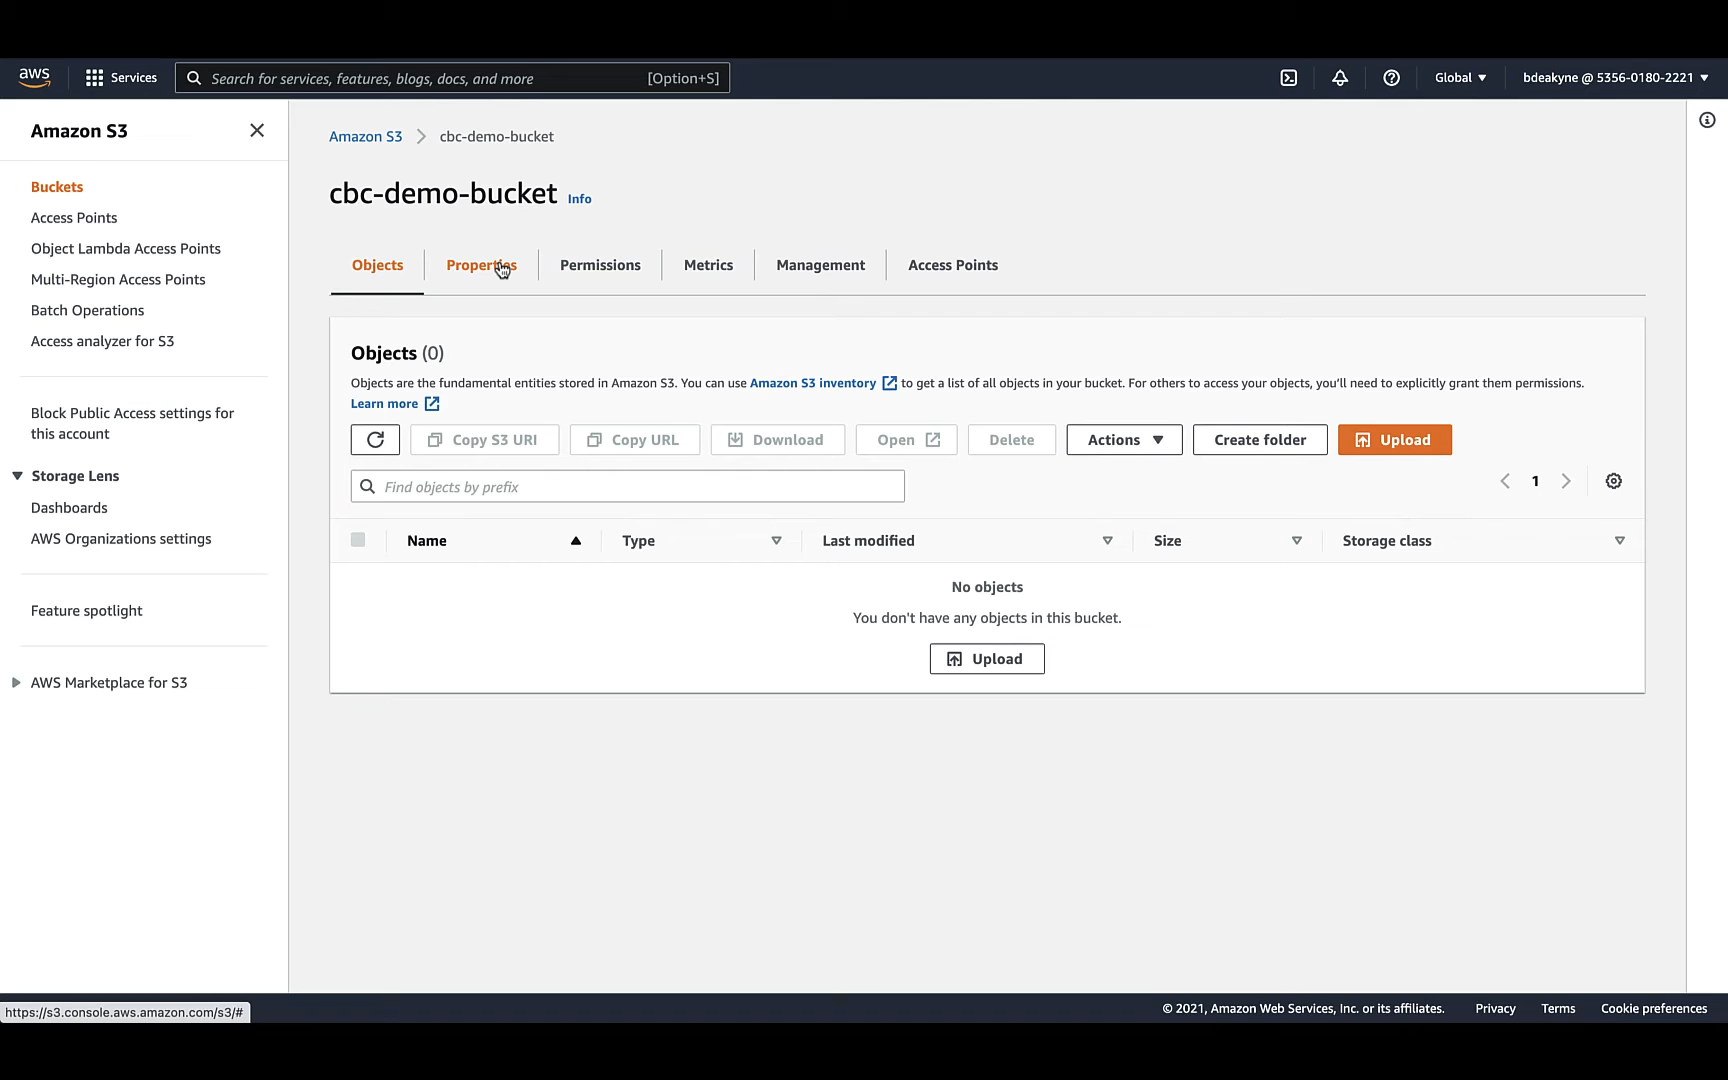 aws
Services
Search for services, features, blogs, docs, and more
[Option+S]
Global
bdeakyne @ 5356-0180-2221
Amazon S3
Buckets
Access Points
Object Lambda Access Points
Multi-Region Access Points
Batch Operations
Access analyzer for S3
Block Public Access settings for
this account
Storage Lens
Dashboards
AWS Organizations settings
Feature spotlight
AWS Marketplace for S3
Amazon S3
cbc-demo-bucket
cbc-demo-bucket
Info
Objects
Properties
Permissions
Metrics
Management
Access Points
Objects (0)
Objects are the fundamental entities stored in Amazon S3. You can use Amazon S3 inventory to get a list of all objects in your bucket. For others to access your objects, you'll need to explicitly grant them permissions.
Learn more
Copy S3 URI
Copy URL
Download
Open
Delete
Actions
Create folder
Upload
Find objects by prefix
1
Name
Type
Last modified
Size
Storage class
No objects
You don't have any objects in this bucket.
Upload
https://s3.console.aws.amazon.com/s3/#
© 2021, Amazon Web Services, Inc. or its affiliates.
Privacy
Terms
Cookie preferences